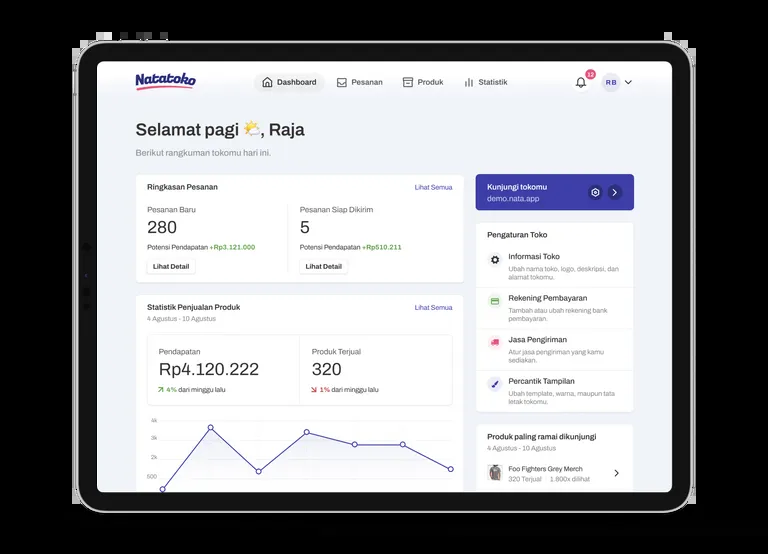 Natatoko
Dashboard
Pesanan
Produk
Statistik
12
RB
Selamat pagi 🌤️, Raja
Berikut rangkuman tokomu hari ini.
Ringkasan Pesanan
Lihat Semua
Pesanan Baru
280
Potensi Pendapatan +Rp3.121.000
Lihat Detail
Pesanan Siap Dikirim
5
Potensi Pendapatan +Rp510.211
Lihat Detail
Statistik Penjualan Produk
Lihat Semua
4 Agustus - 10 Agustus
Pendapatan
Rp4.120.222
4% dari minggu lalu
Produk Terjual
320
1% dari minggu lalu
4k
3k
2k
500
Kunjungi tokomu
demo.nata.app
Pengaturan Toko
Informasi Toko
Ubah nama toko, logo, deskripsi, dan
alamat tokomu.
Rekening Pembayaran
Tambah atau ubah rekening bank
pembayaran.
Jasa Pengiriman
Atur jasa pengiriman yang kamu
sediakan.
Percantik Tampilan
Ubah template, warna, maupun tata
letak tokomu.
Produk paling ramai dikunjungi
4 Agustus - 10 Agustus
Foo Fighters Grey Merch
320 Terjual
1.800x dilihat